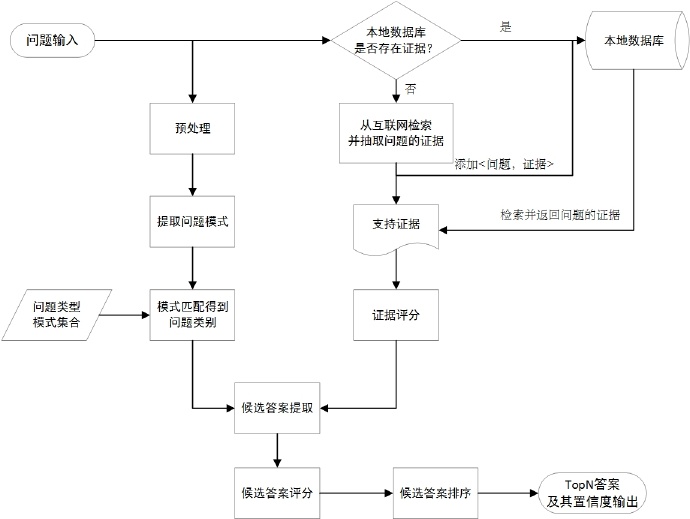 问题输入
本地数据库
是否存在证据?
是
本地数据库
否
预处理
从互联网检索
并抽取问题的证据
添加<问题, 证据>
提取问题模式
支持证据
检索并返回问题的证据
问题类型
模式集合
模式匹配得到
问题类别
证据评分
候选答案提取
候选答案评分
候选答案排序
TopN答案
及其置信度输出